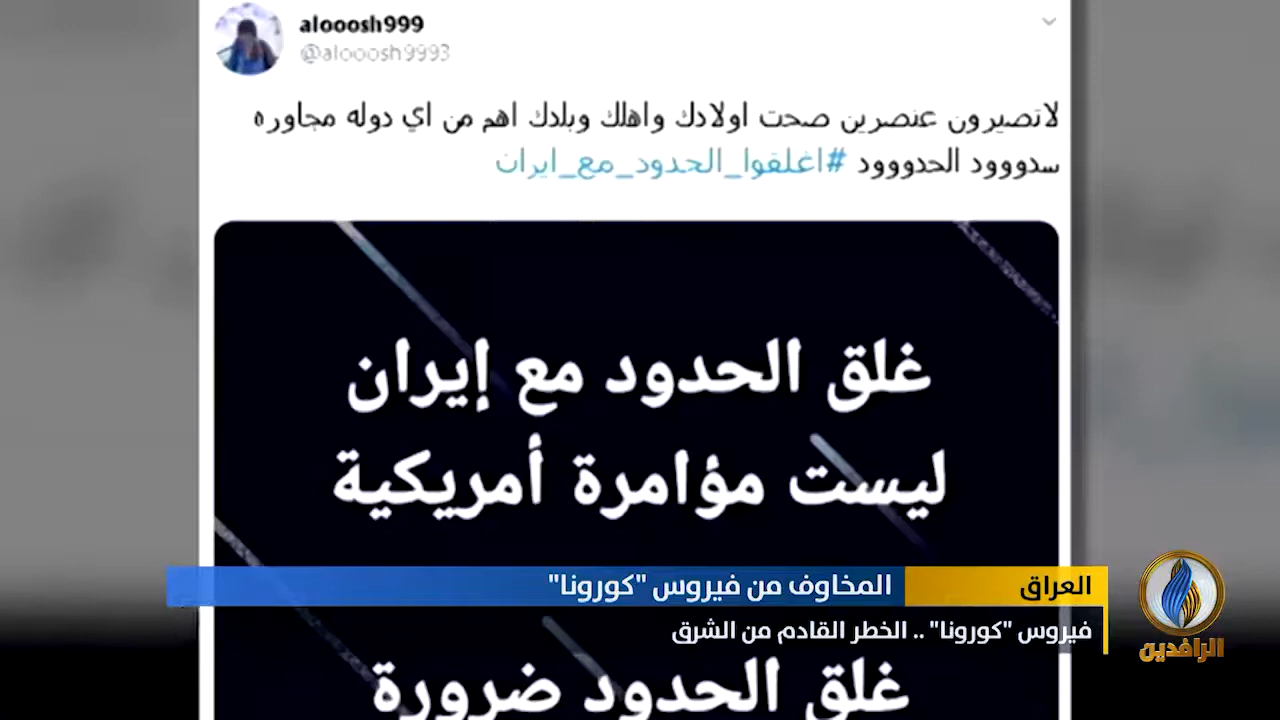 alooosh999
@alooosh9993
لاتصيرون عنصرين صحت اولادك واهلك وبلدك اهم من اي دوله مجاوره
سدوووود الحدوووود #اغلقوا_الحدود_مع_ايران
غلق الحدود مع إيران
ليست مؤامرة أمريكية
العراق
المخاوف من فيروس "كورونا"
فيروس "كورونا" .. الخطر القادم من الشرق
الرافدين
غلق الحدود ضرورة